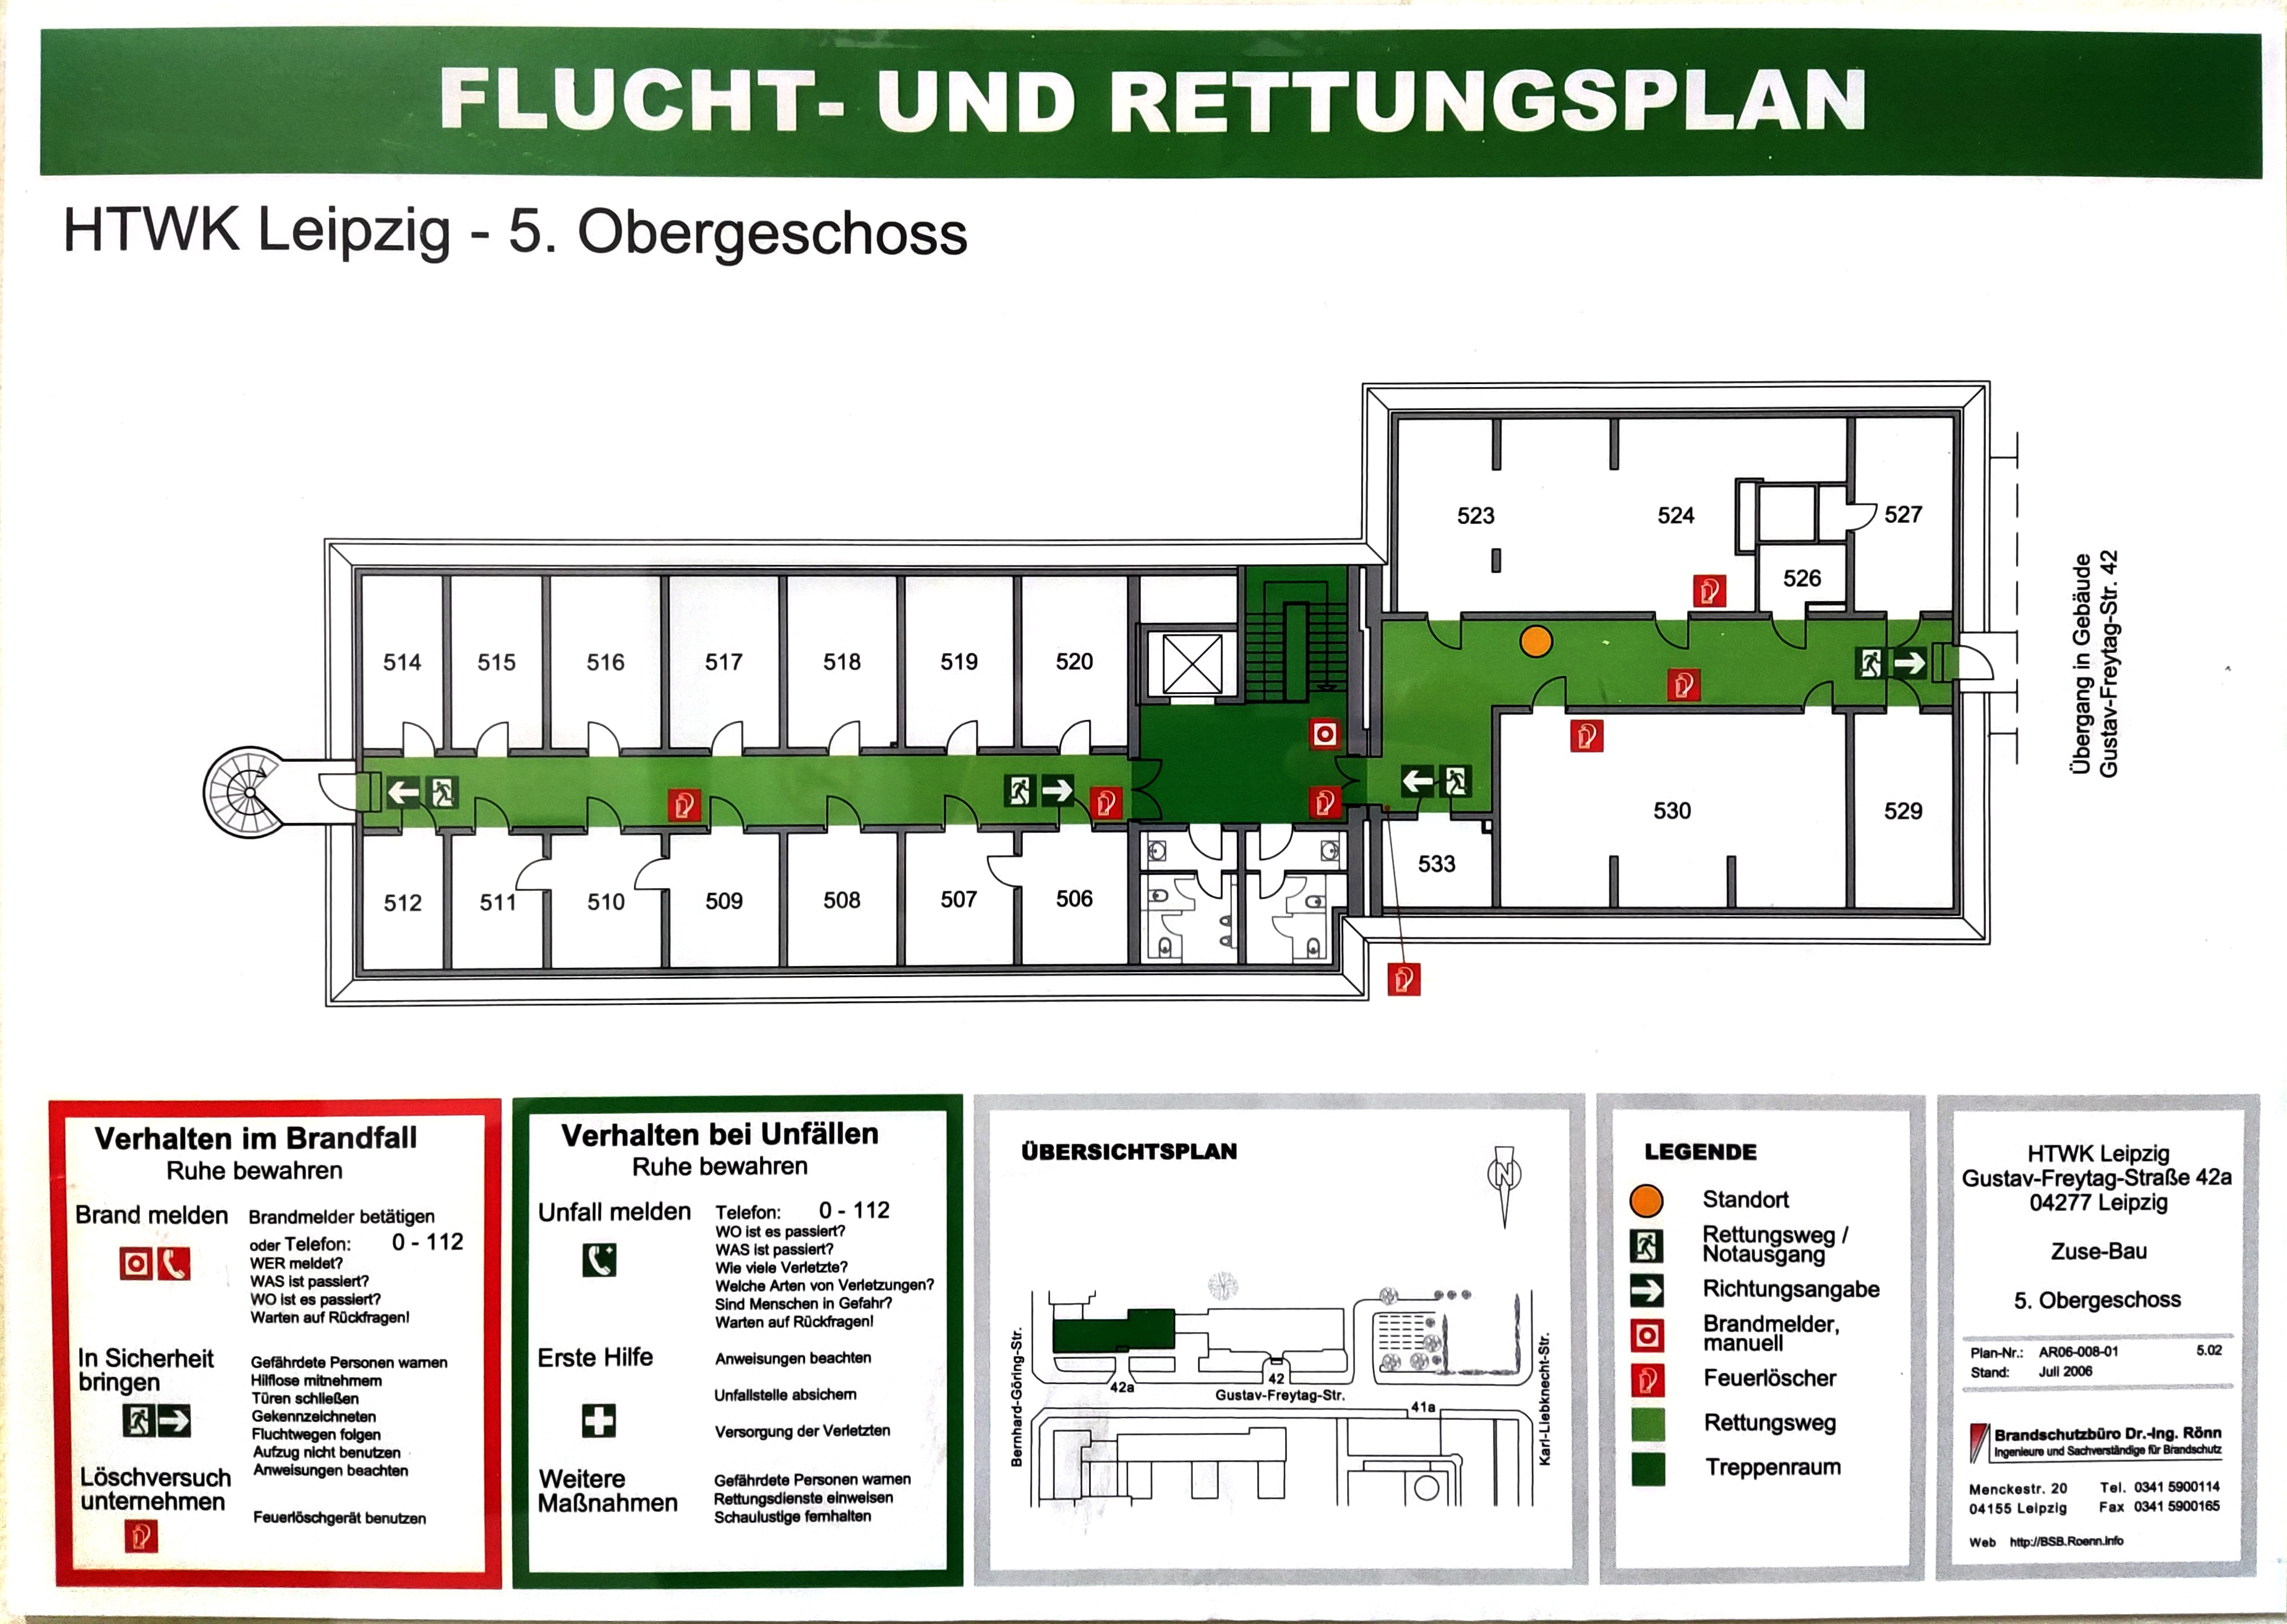 FLUCHT- UND RETTUNGSPLAN
HTWK Leipzig - 5. Obergeschoss
523
524
527
526
Übergang in Gebäude
Gustav-Freytag-Str. 42
514
515
516
517
518
519
520
530
529
533
512
511
510
509
508
507
506
Verhalten im Brandfall
Ruhe bewahren
Brand melden
Brandmelder betätigen
oder Telefon: 0 - 112
WER meldet?
WAS ist passiert?
WO ist es passiert?
Warten auf Rückfragen!
In Sicherheit
bringen
Gefährdete Personen warnen
Hilflose mitnehmem
Türen schließen
Gekennzeichneten
Fluchtwegen folgen
Aufzug nicht benutzen
Anweisungen beachten
Löschversuch
unternehmen
Feuerlöschgerät benutzen
Verhalten bei Unfällen
Ruhe bewahren
Unfall melden
Telefon: 0 - 112
WO ist es passiert?
WAS ist passiert?
Wie viele Verletzte?
Welche Arten von Verletzungen?
Sind Menschen in Gefahr?
Warten auf Rückfragen!
Erste Hilfe
Anweisungen beachten
Unfallstelle absichern
Versorgung der Verletzten
Weitere
Maßnahmen
Gefährdete Personen warnen
Rettungsdienste einweisen
Schaulustige fernhalten
ÜBERSICHTSPLAN
N
Bernhard-Göring-Str.
42a
42
Gustav-Freytag-Str.
41a
Karl-Liebknecht-Str.
LEGENDE
Standort
Rettungsweg /
Notausgang
Richtungsangabe
Brandmelder,
manuell
Feuerlöscher
Rettungsweg
Treppenraum
HTWK Leipzig
Gustav-Freytag-Straße 42a
04277 Leipzig
Zuse-Bau
5. Obergeschoss
Plan-Nr.: AR06-008-01 5.02
Stand: Juli 2006
Brandschutzbüro Dr.-Ing. Rönn
Ingenieure und Sachverständige für Brandschutz
Menckestr. 20 Tel. 0341 5900114
04155 Leipzig Fax 0341 5900165
Web http://BSB.Roenn.info